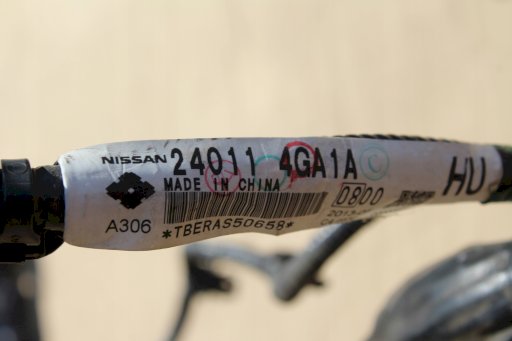 NISSAN 24011 4GA1A ©
MADE IN CHINA
0800
HU
A306
*TBERAS50658*